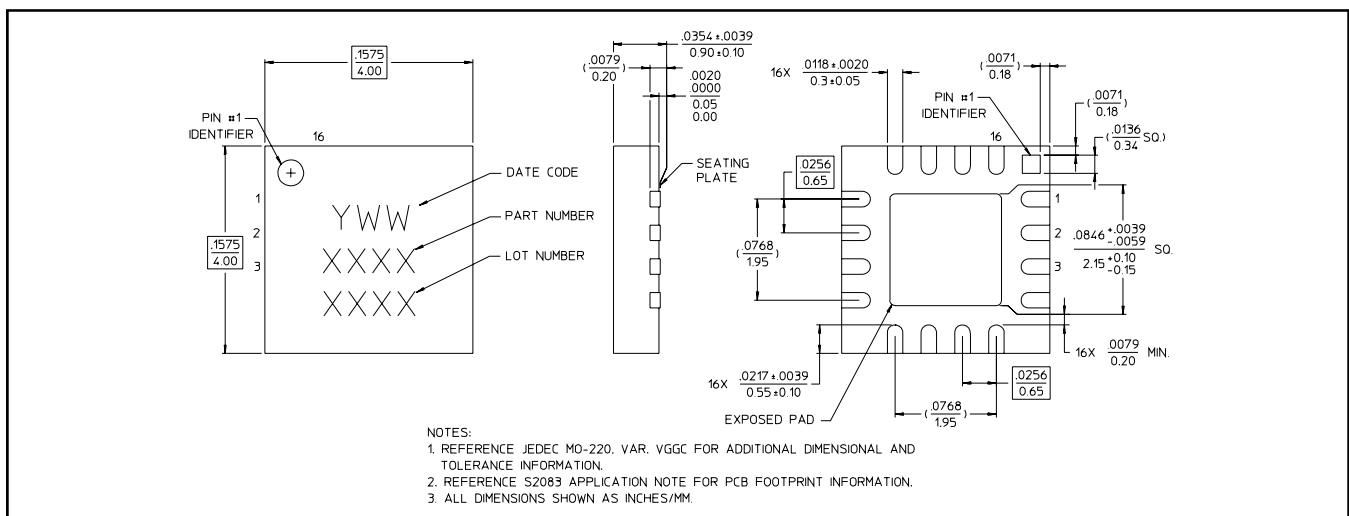 .1575
4.00
PIN #1
IDENTIFIER
16
1
2
3
.1575
4.00
YWW
XXXX
XXXX
DATE CODE
PART NUMBER
LOT NUMBER
.0354±.0039
0.90±0.10
(.0079
0.20)
.0020
.0000
0.05
0.00
SEATING
PLATE
16X .0118±.0020
0.3±0.05
(.0071
0.18)
PIN #1
IDENTIFIER
16
(.0071
0.18)
(.0136
0.34 SQ.)
.0256
0.65
(.0768
1.95)
1
2
3
.0846 +.0039
-.0059
SQ.
2.15 +0.10
-0.15
16X .0079
0.20 MIN.
16X .0217±.0039
0.55±0.10
.0256
0.65
EXPOSED PAD
(.0768
1.95)
NOTES:
1. REFERENCE JEDEC MO-220. VAR. VGGC FOR ADDITIONAL DIMENSIONAL AND
TOLERANCE INFORMATION.
2. REFERENCE S2083 APPLICATION NOTE FOR PCB FOOTPRINT INFORMATION.
3. ALL DIMENSIONS SHOWN AS INCHES/MM.